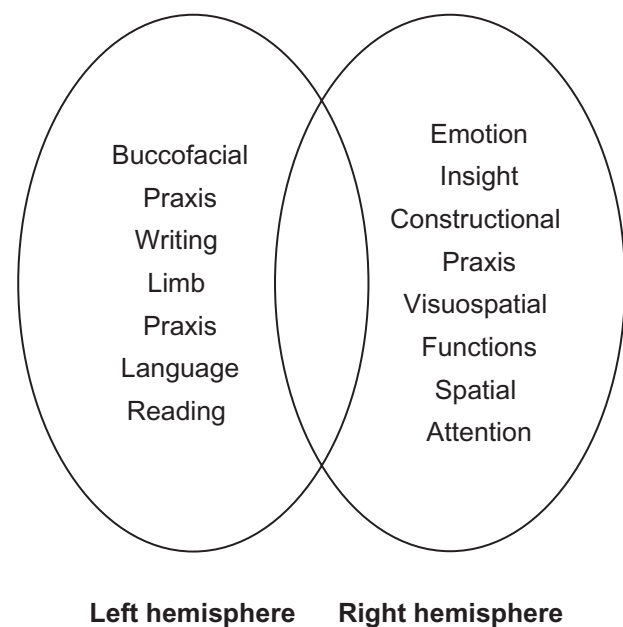 Buccofacial
Praxis
Writing
Limb
Praxis
Language
Reading
Emotion
Insight
Constructional
Praxis
Visuospatial
Functions
Spatial
Attention
Left hemisphere
Right hemisphere